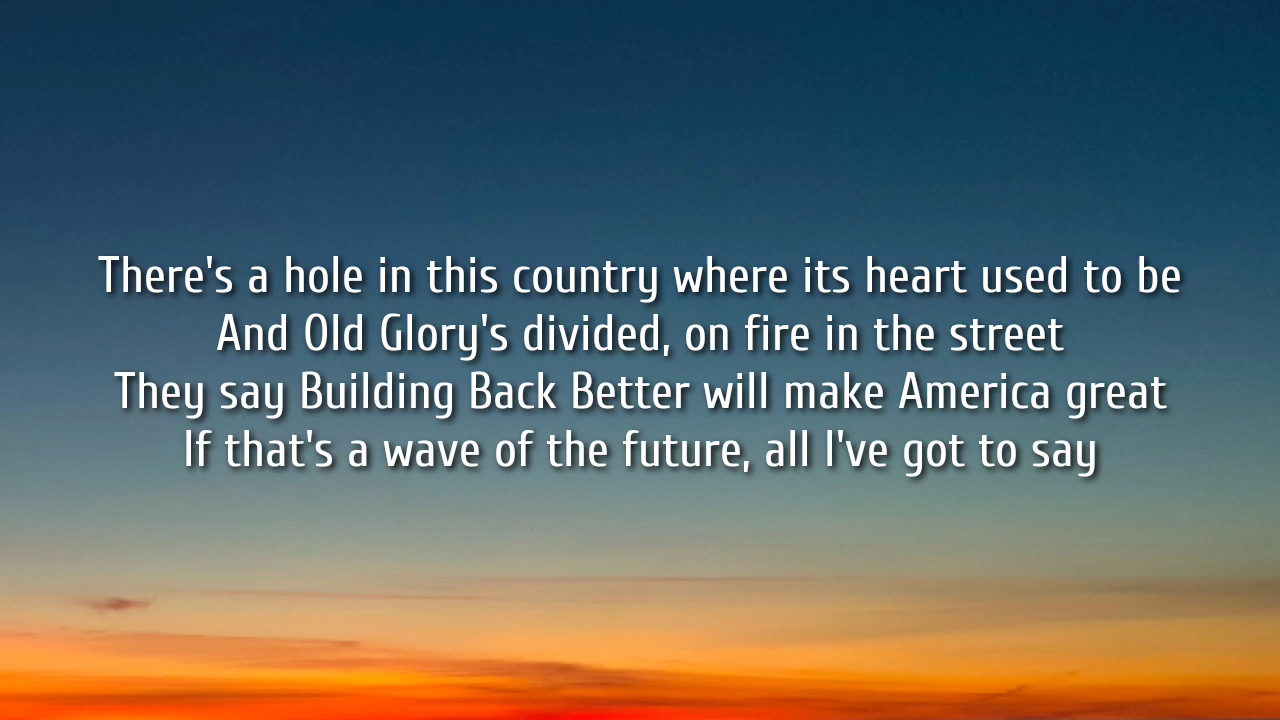 There's a hole in this country where its heart used to be
And Old Glory's divided, on fire in the street
They say Building Back Better will make America great
If that's a wave of the future, all I've got to say